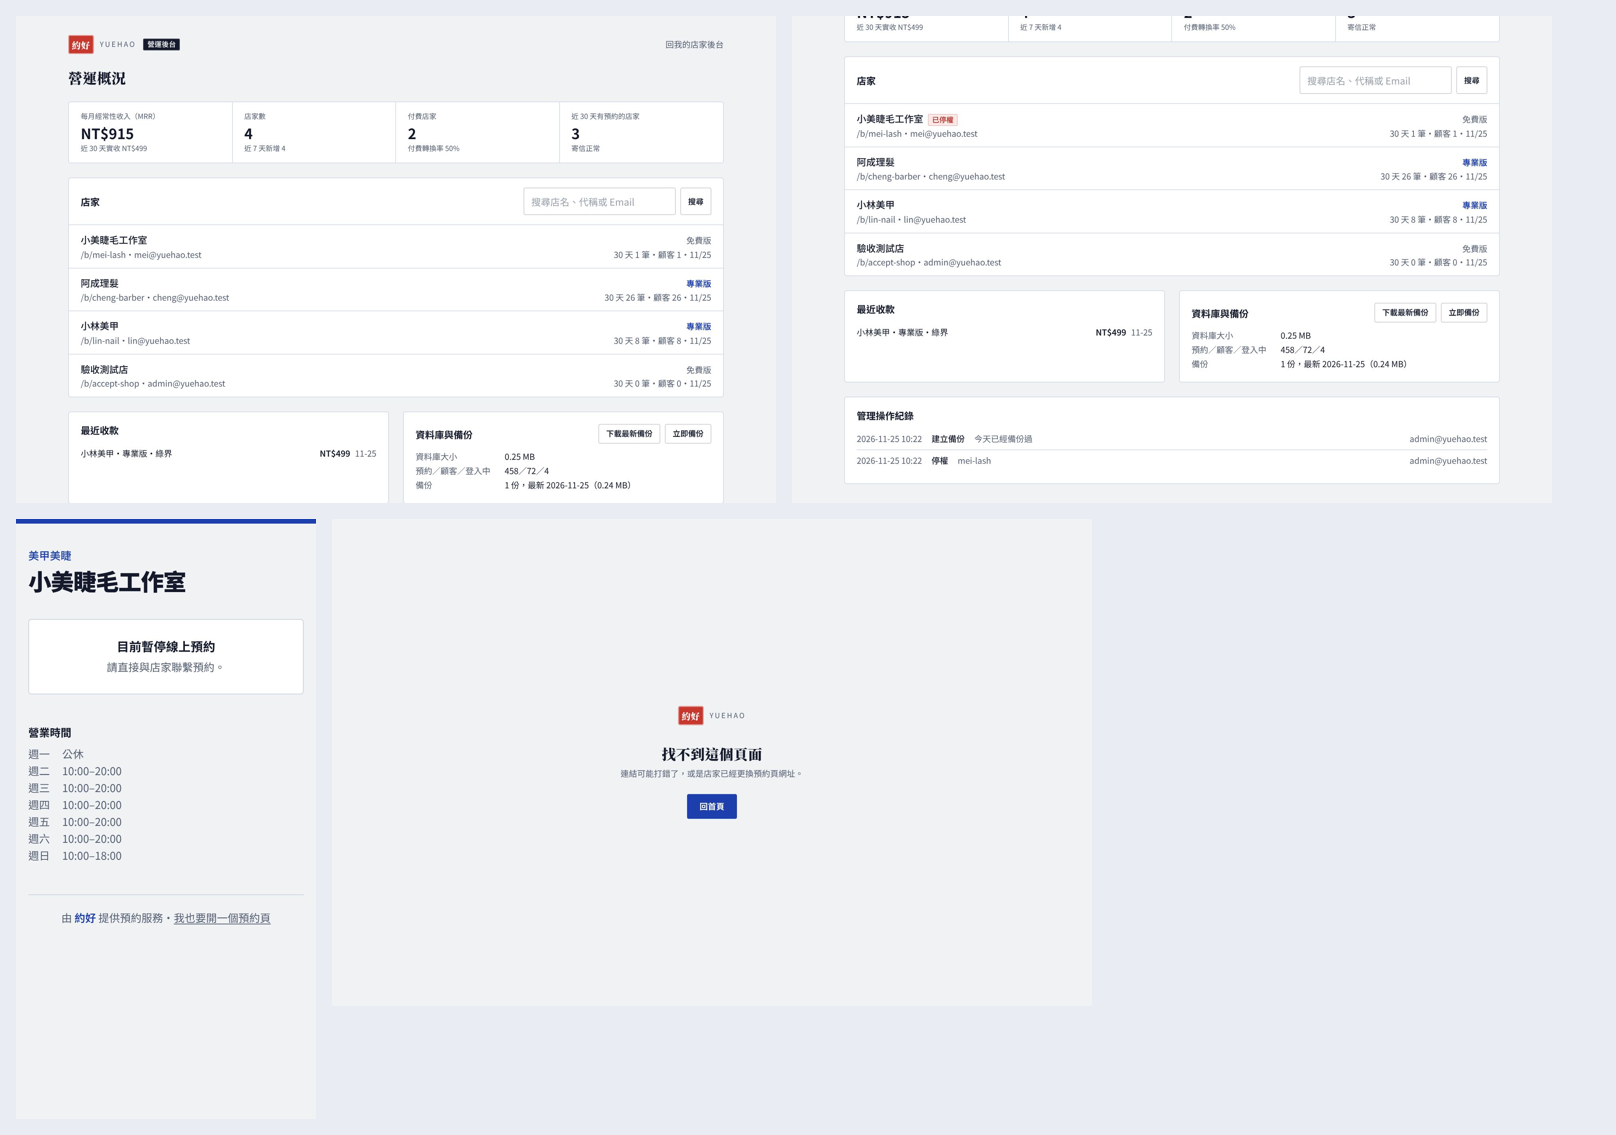 約好 YUEHAO 營運後台 回我的店家後台
營運概況
每月經常性收入（MRR） 店家數 付費店家 近 30 天有預約的店家
NT$915 4 2 3
近 30 天實收 NT$499 近 7 天新增 4 付費轉換率 50% 寄信正常
店家 搜尋店名、代稱或 Email 搜尋
小美睫毛工作室 免費版
/b/mei-lash・mei@yuehao.test 30 天 1 筆・顧客 1・11/25
阿成理髮 專業版
/b/cheng-barber・cheng@yuehao.test 30 天 26 筆・顧客 26・11/25
小林美甲 專業版
/b/lin-nail・lin@yuehao.test 30 天 8 筆・顧客 8・11/25
驗收測試店 免費版
/b/accept-shop・admin@yuehao.test 30 天 0 筆・顧客 0・11/25
最近收款
小林美甲・專業版・綠界 NT$499 11-25
資料庫與備份 下載最新備份 立即備份
資料庫大小 0.25 MB
預約／顧客／登入中 458／72／4
備份 1 份，最新 2026-11-25（0.24 MB）
近 30 天實收 NT$499 近 7 天新增 4 付費轉換率 50% 寄信正常
店家 搜尋店名、代稱或 Email 搜尋
小美睫毛工作室 已停權 免費版
/b/mei-lash・mei@yuehao.test 30 天 1 筆・顧客 1・11/25
阿成理髮 專業版
/b/cheng-barber・cheng@yuehao.test 30 天 26 筆・顧客 26・11/25
小林美甲 專業版
/b/lin-nail・lin@yuehao.test 30 天 8 筆・顧客 8・11/25
驗收測試店 免費版
/b/accept-shop・admin@yuehao.test 30 天 0 筆・顧客 0・11/25
最近收款
小林美甲・專業版・綠界 NT$499 11-25
資料庫與備份 下載最新備份 立即備份
資料庫大小 0.25 MB
預約／顧客／登入中 458／72／4
備份 1 份，最新 2026-11-25（0.24 MB）
管理操作紀錄
2026-11-25 10:22 建立備份 今天已經備份過 admin@yuehao.test
2026-11-25 10:22 停權 mei-lash admin@yuehao.test
美甲美睫
小美睫毛工作室
目前暫停線上預約
請直接與店家聯繫預約。
營業時間
週一 公休
週二 10:00–20:00
週三 10:00–20:00
週四 10:00–20:00
週五 10:00–20:00
週六 10:00–20:00
週日 10:00–18:00
由 約好 提供預約服務・我也要開一個預約頁
約好 YUEHAO
找不到這個頁面
連結可能打錯了，或是店家已經更換預約頁網址。
回首頁